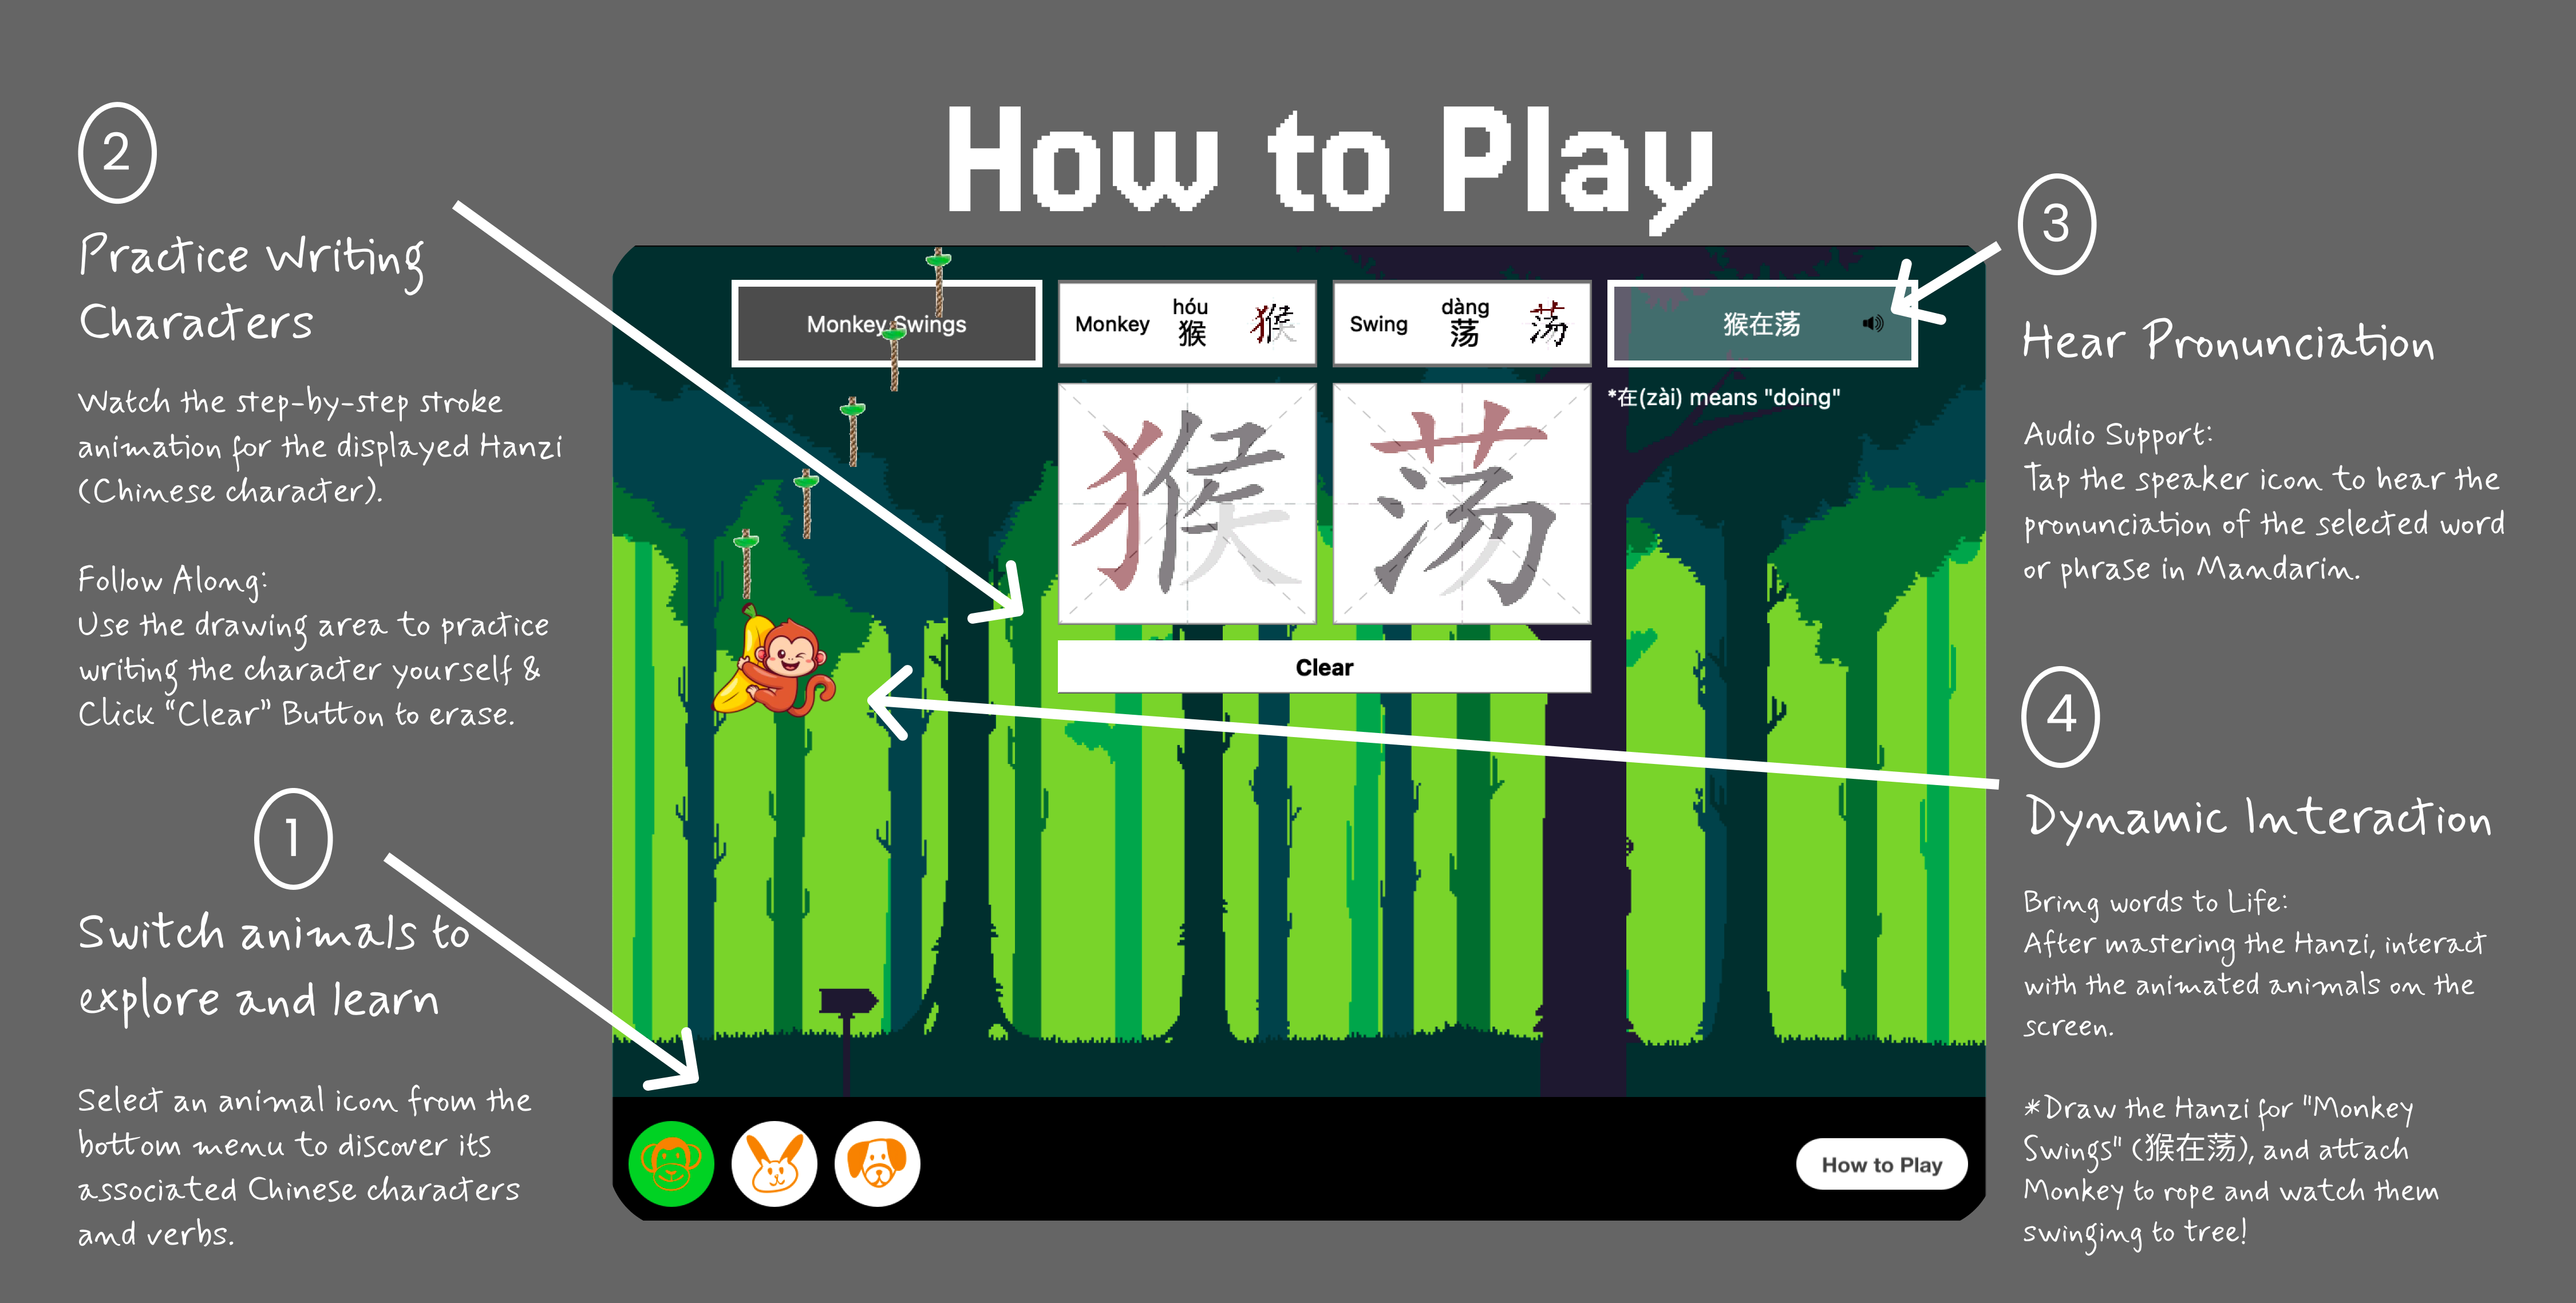 How to Play
2
Practice Writing
Characters
Watch the step-by-step stroke
animation for the displayed Hanzi
(Chinese character).
Follow Along:
Use the drawing area to practice
writing the character yourself &
Click "Clear" Button to erase.
1
Switch animals to
explore and learn
Select an animal icon from the
bottom menu to discover its
associated Chinese characters
and verbs.
Monkey Swings
Monkey
hóu
猴
猴
Swing
dàng
荡
荡
猴在荡
*在(zài) means "doing"
猴
荡
Clear
How to Play
3
Hear Pronunciation
Audio Support:
Tap the speaker icon to hear the
pronunciation of the selected word
or phrase in Mandarin.
4
Dynamic Interaction
Bring words to Life:
After mastering the Hanzi, interact
with the animated animals on the
screen.
*Draw the Hanzi for "Monkey
Swings" (猴在荡), and attach
Monkey to rope and watch them
swinging to tree!